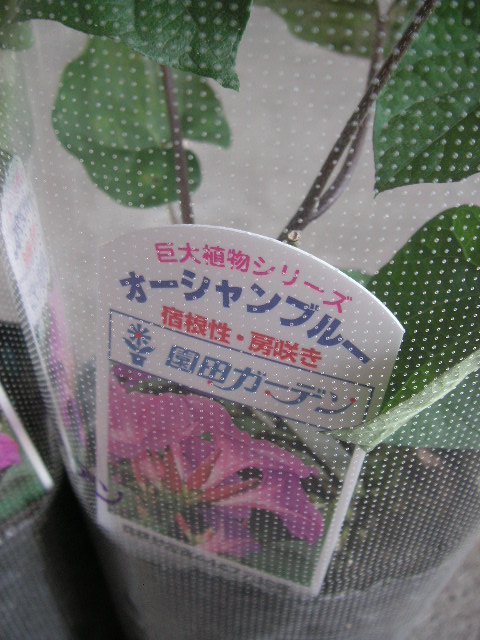 巨大植物シリーズ
オーシャンブルー
宿根性・房咲き
園田ガーデン